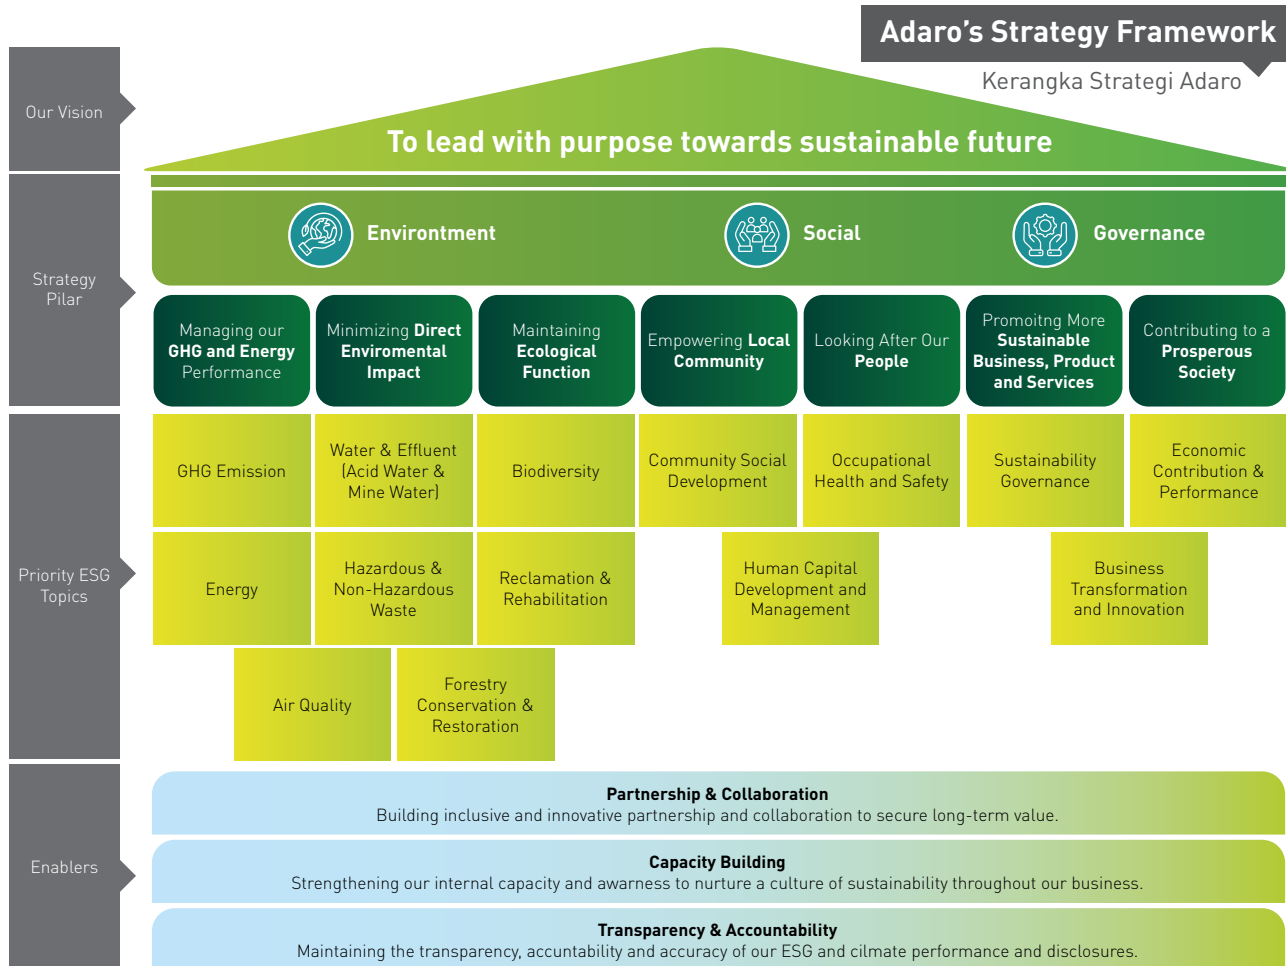 Adaro's Strategy Framework
Kerangka Strategi Adaro
Our Vision
To lead with purpose towards sustainable future
Strategy
Pilar
Environtment
Social
Governance
Managing our
GHG and Energy
Performance
Minimizing Direct
Enviromental
Impact
Maintaining
Ecological
Function
Empowering Local
Community
Looking After Our
People
Promoitng More
Sustainable
Business, Product
and Services
Contributing to a
Prosperous
Society
Priority ESG
Topics
GHG Emission
Water & Effluent
(Acid Water &
Mine Water)
Biodiversity
Community Social
Development
Occupational
Health and Safety
Sustainability
Governance
Economic
Contribution &
Performance
Energy
Hazardous &
Non-Hazardous
Waste
Reclamation &
Rehabilitation
Human Capital
Development and
Management
Business
Transformation
and Innovation
Air Quality
Forestry
Conservation &
Restoration
Enablers
Partnership & Collaboration
Building inclusive and innovative partnership and collaboration to secure long-term value.
Capacity Building
Strengthening our internal capacity and awarness to nurture a culture of sustainability throughout our business.
Transparency & Accountability
Maintaining the transparency, accuntability and accuracy of our ESG and cilmate performance and disclosures.